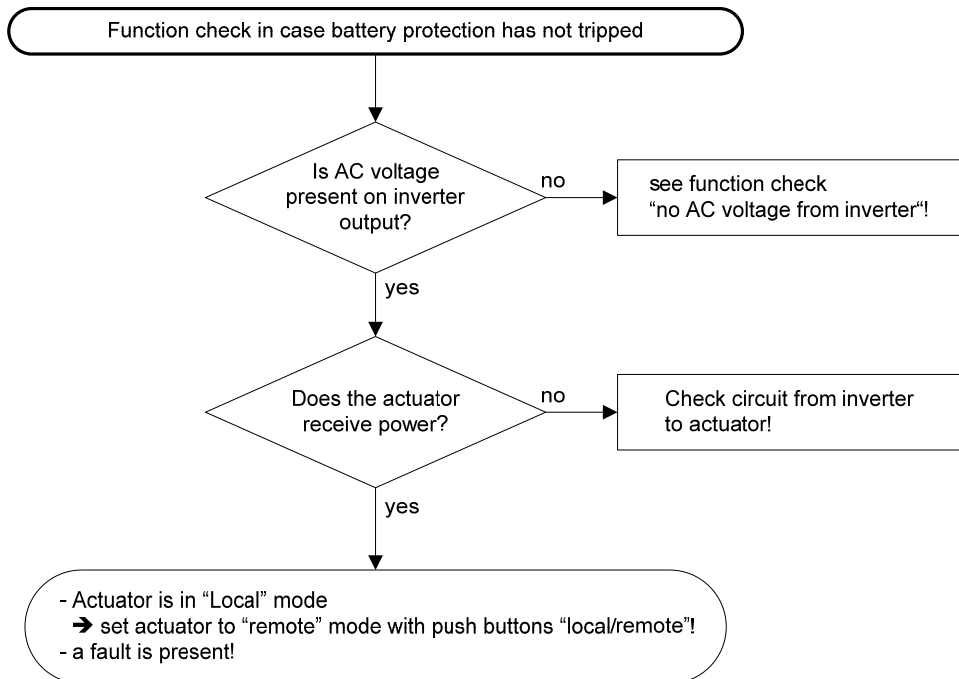 Function check in case battery protection has not tripped
Is AC voltage
present on inverter
output?
no
see function check
“no AC voltage from inverter“!
yes
Does the actuator
receive power?
no
Check circuit from inverter
to actuator!
yes
- Actuator is in “Local” mode
➔ set actuator to “remote” mode with push buttons “local/remote”!
- a fault is present!